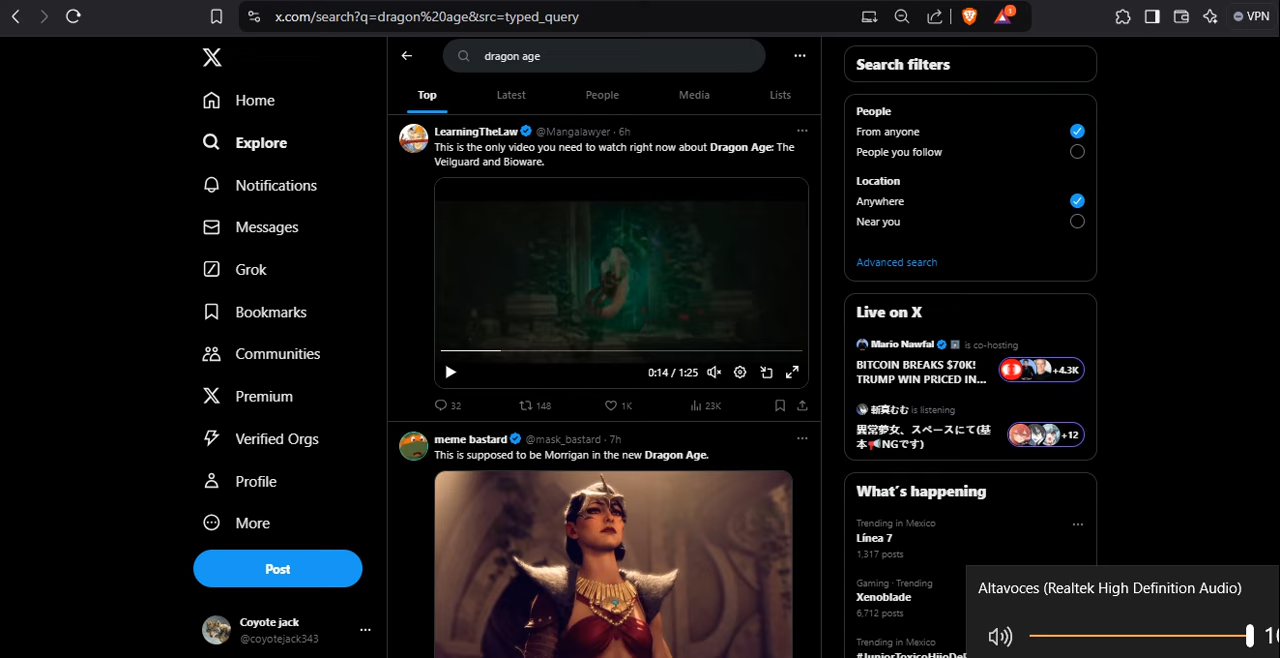 x.com/search?q=dragon%20age&src=typed_query
1
VPN
Home
Explore
Notifications
Messages
Grok
Bookmarks
Communities
Premium
Verified Orgs
Profile
More
Post
Coyote jack
@coyotejack343
dragon age
Top
Latest
People
Media
Lists
LearningTheLaw @Mangalawyer · 6h
This is the only video you need to watch right now about Dragon Age: The
Veilguard and Bioware.
0:14 / 1:25
32
148
1K
23K
meme bastard @mask_bastard · 7h
This is supposed to be Morrigan in the new Dragon Age.
Search filters
People
From anyone
People you follow
Location
Anywhere
Near you
Advanced search
Live on X
Mario Nawfal is co-hosting
BITCOIN BREAKS $70K!
TRUMP WIN PRICED IN...
+4.3K
斬真むむ is listening
異常夢女、スペースにて(基
本📢NGです)
+12
What's happening
Trending in Mexico
Línea 7
1,317 posts
Gaming · Trending
Xenoblade
6,712 posts
Trending in Mexico
Altavoces (Realtek High Definition Audio)